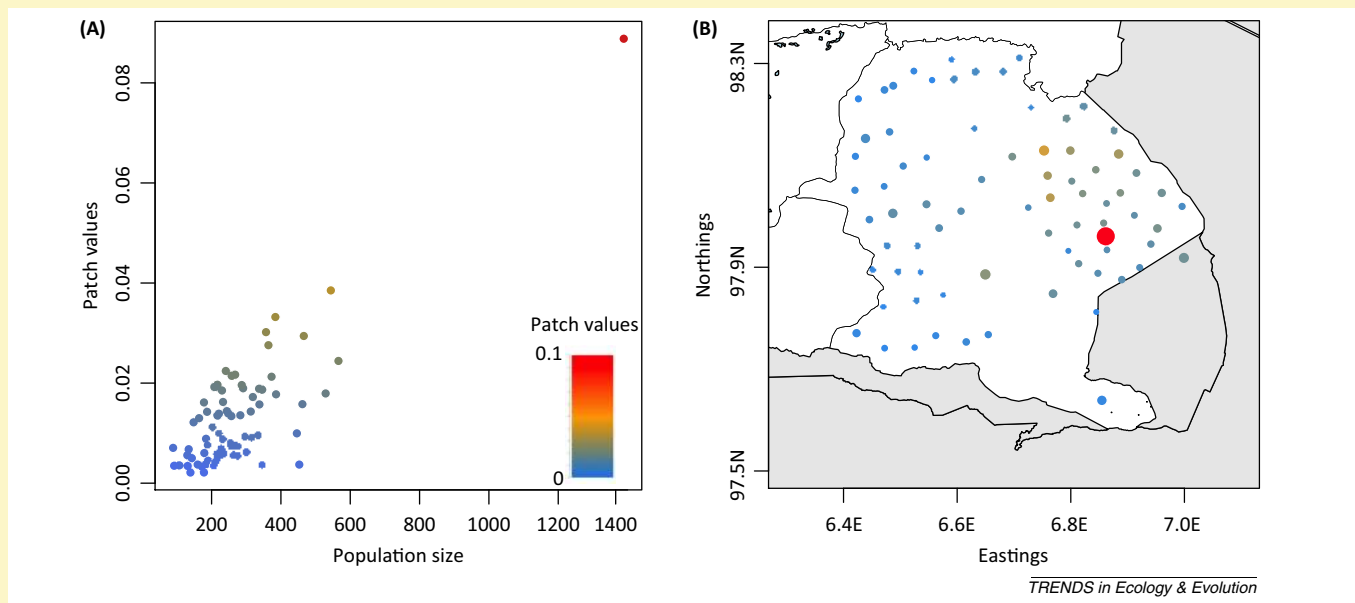 (A)
0.08
0.06
0.04
0.02
0.00
Patch values
200 400 600 800 1000 1200 1400
Population size
Patch values
0.1
0
(B)
98.3N
97.9N
97.5N
Northings
6.4E 6.6E 6.8E 7.0E
Eastings
TRENDS in Ecology & Evolution